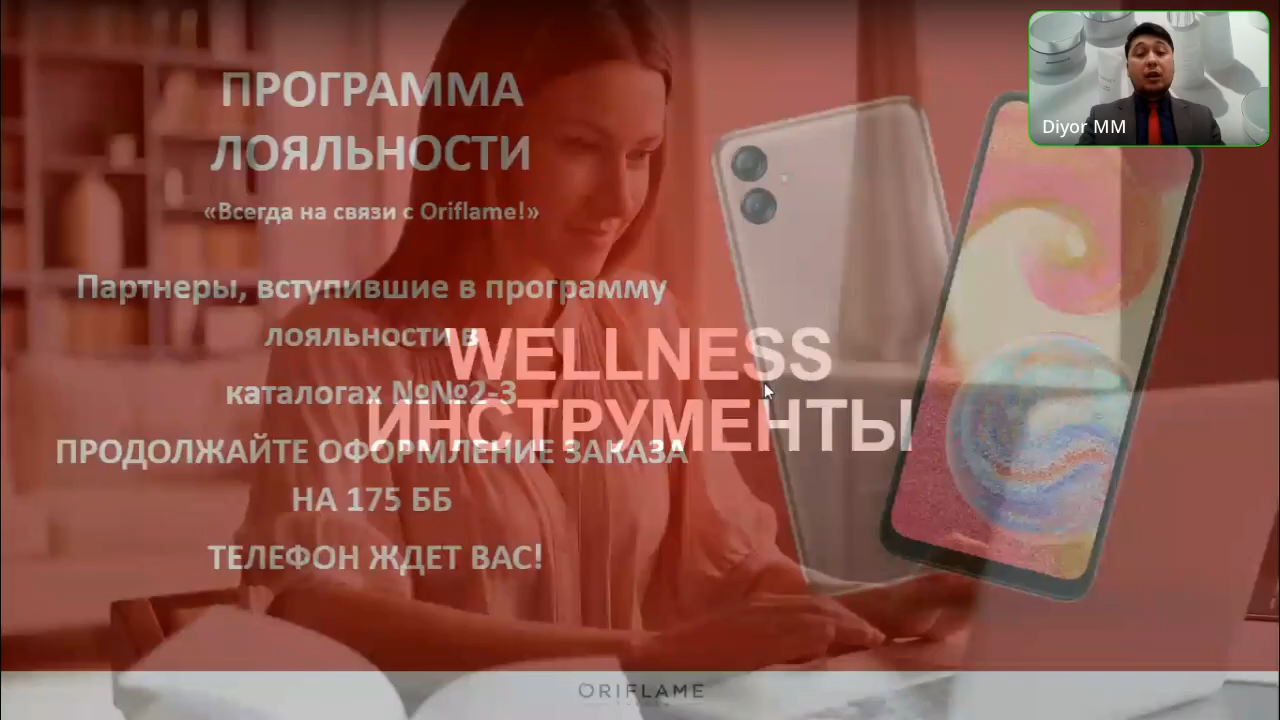 ПРОГРАММА
ЛОЯЛЬНОСТИ
«Всегда на связи с Oriflame!»
Партнеры, вступившие в программу
лояльности в
каталогах №№2-3
ПРОДОЛЖАЙТЕ ОФОРМЛЕНИЕ ЗАКАЗА
НА 175 ББ
ТЕЛЕФОН ЖДЕТ ВАС!
WELLNESS
ИНСТРУМЕНТЫ
Diyor MM
ORIFLAME